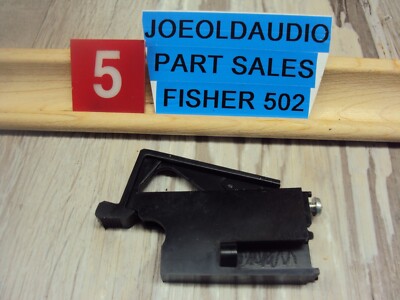 JOEOLDAUDIO
5
PART SALES
FISHER 502